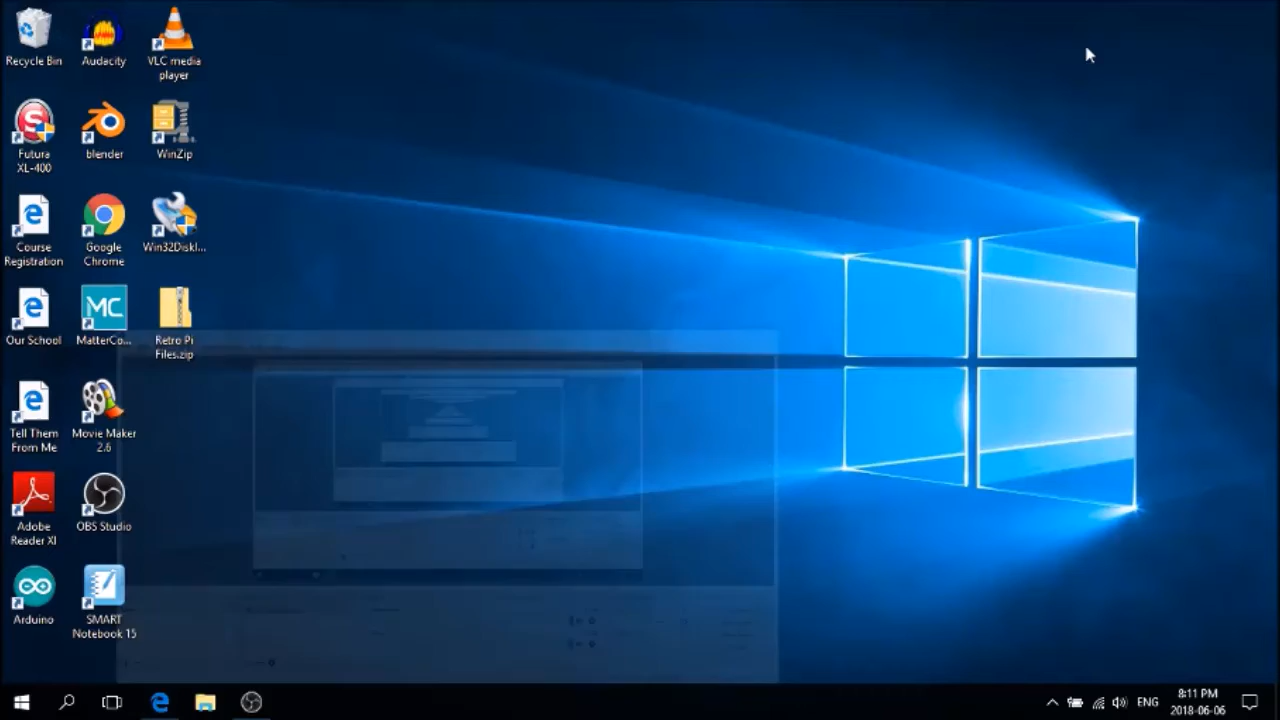 Recycle Bin
Audacity
VLC media
player
Futura
XL-400
blender
WinZip
Course
Registration
Google
Chrome
Win32DiskI...
Our School
MatterCo...
Retro Pi
Files.zip
Tell Them
From Me
Movie Maker
2.6
Adobe
Reader XI
OBS Studio
Arduino
SMART
Notebook 15
ENG
8:11 PM
2018-06-06